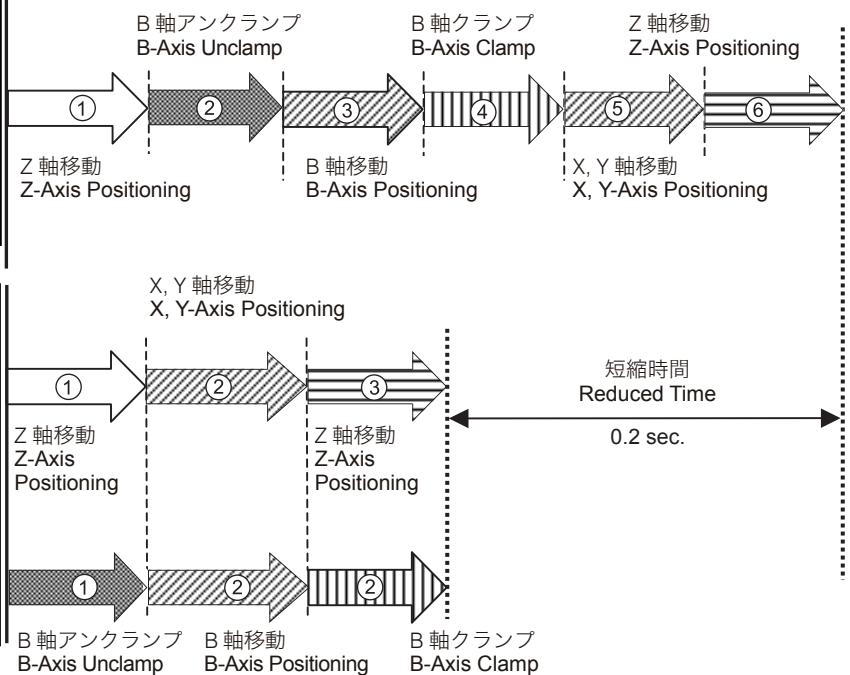 B 軸アンクランプ
B-Axis Unclamp
B 軸クランプ
B-Axis Clamp
Z 軸移動
Z-Axis Positioning
①
②
③
④
⑤
⑥
Z 軸移動
Z-Axis Positioning
B 軸移動
B-Axis Positioning
X, Y 軸移動
X, Y-Axis Positioning
X, Y 軸移動
X, Y-Axis Positioning
①
②
③
短縮時間
Reduced Time
0.2 sec.
Z 軸移動
Z-Axis
Positioning
Z 軸移動
Z-Axis
Positioning
①
②
②
B 軸アンクランプ
B-Axis Unclamp
B 軸移動
B-Axis Positioning
B 軸クランプ
B-Axis Clamp